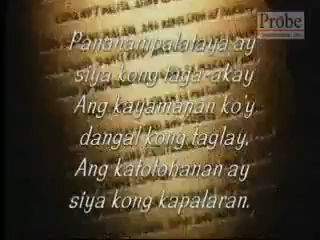 Probe
Pananampalataya ay
siya kong taga-akay
Ang kayamanan ko'y
dangal kong taglay.
Ang katotohanan ay
siya kong kapalaran.